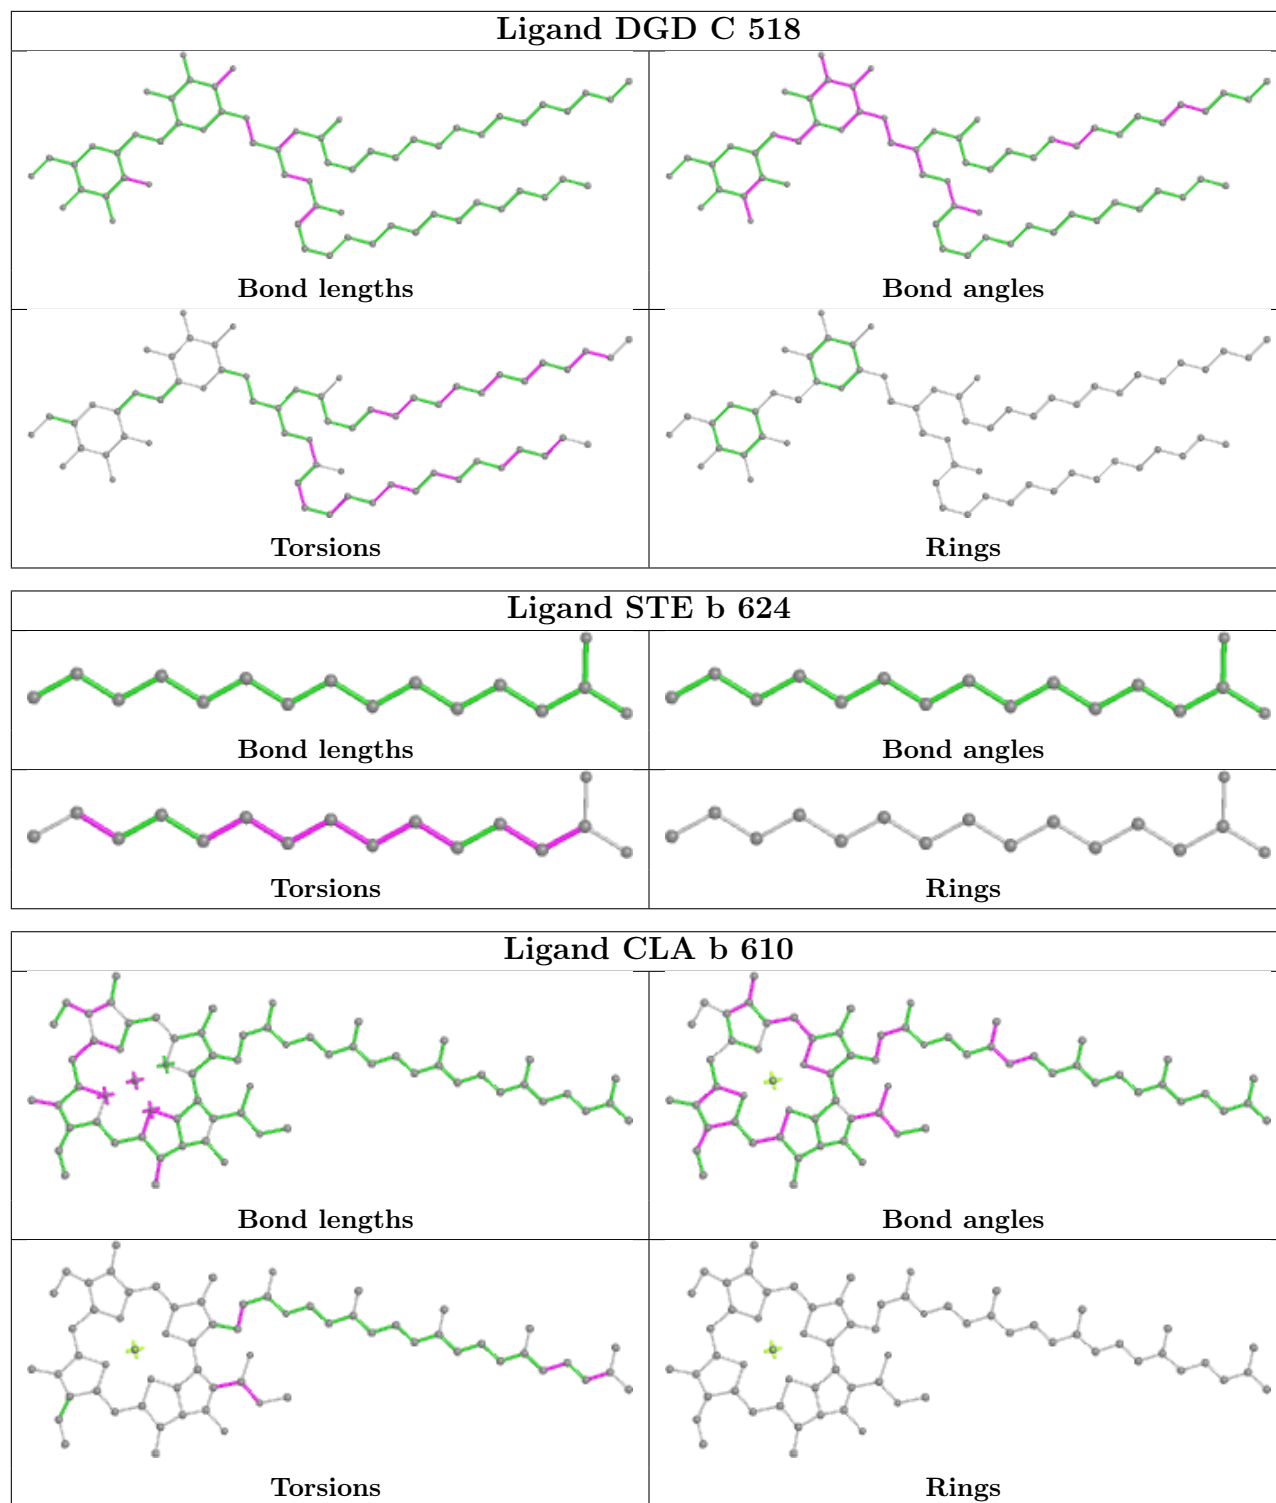 Ligand DGD C 518
Bond lengths
Bond angles
Torsions
Rings
Ligand STE b 624
Bond lengths
Bond angles
Torsions
Rings
Ligand CLA b 610
Bond lengths
Bond angles
Torsions
Rings